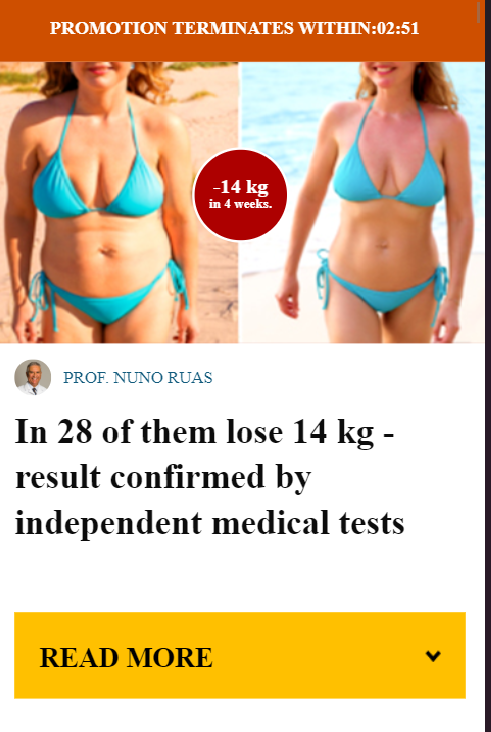 PROMOTION TERMINATES WITHIN:02:51
-14 kg
in 4 weeks.
PROF. NUNO RUAS
In 28 of them lose 14 kg -
result confirmed by
independent medical tests
READ MORE